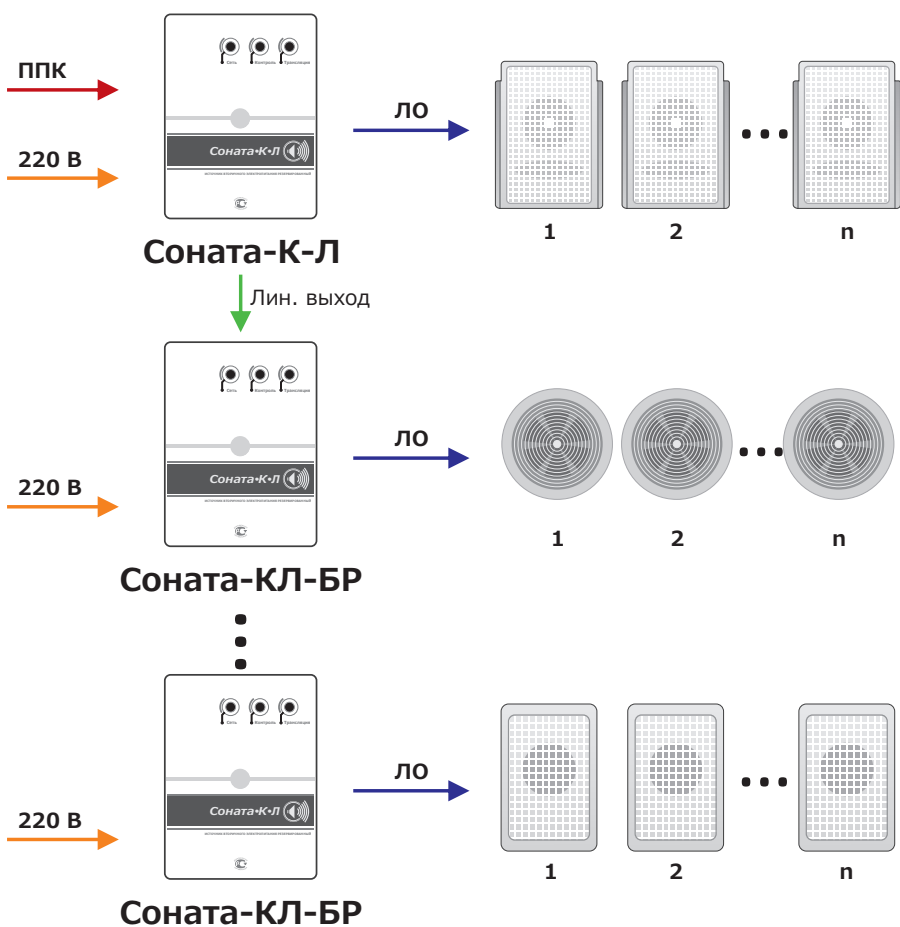 Сеть Контроль Трансляция
ППК
ЛО
220 В
Соната•К•Л
1 2 n
Соната-К-Л
Лин. выход
Сеть Контроль Трансляция
ЛО
220 В
Соната•К•Л
1 2 n
Соната-КЛ-БР
Сеть Контроль Трансляция
ЛО
220 В
Соната•К•Л
1 2 n
Соната-КЛ-БР